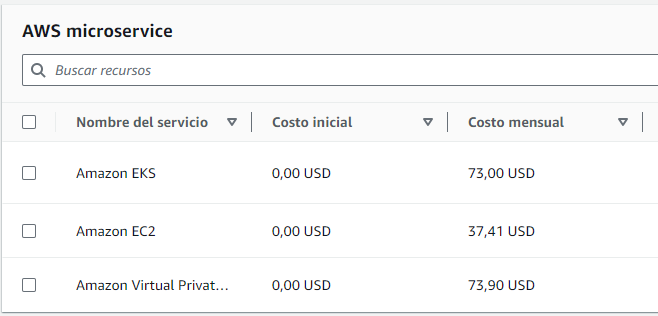 AWS microservice
Buscar recursos
Nombre del servicio Costo inicial Costo mensual
Amazon EKS 0,00 USD 73,00 USD
Amazon EC2 0,00 USD 37,41 USD
Amazon Virtual Privat... 0,00 USD 73,90 USD